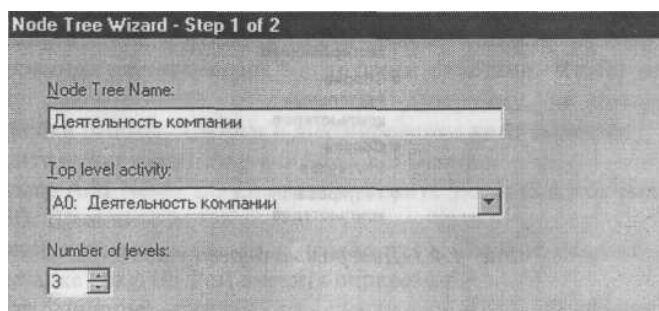 Node Tree Wizard - Step 1 of 2
Node Tree Name:
Деятельность компании
Top level activity:
A0: Деятельность компании
Number of levels:
3